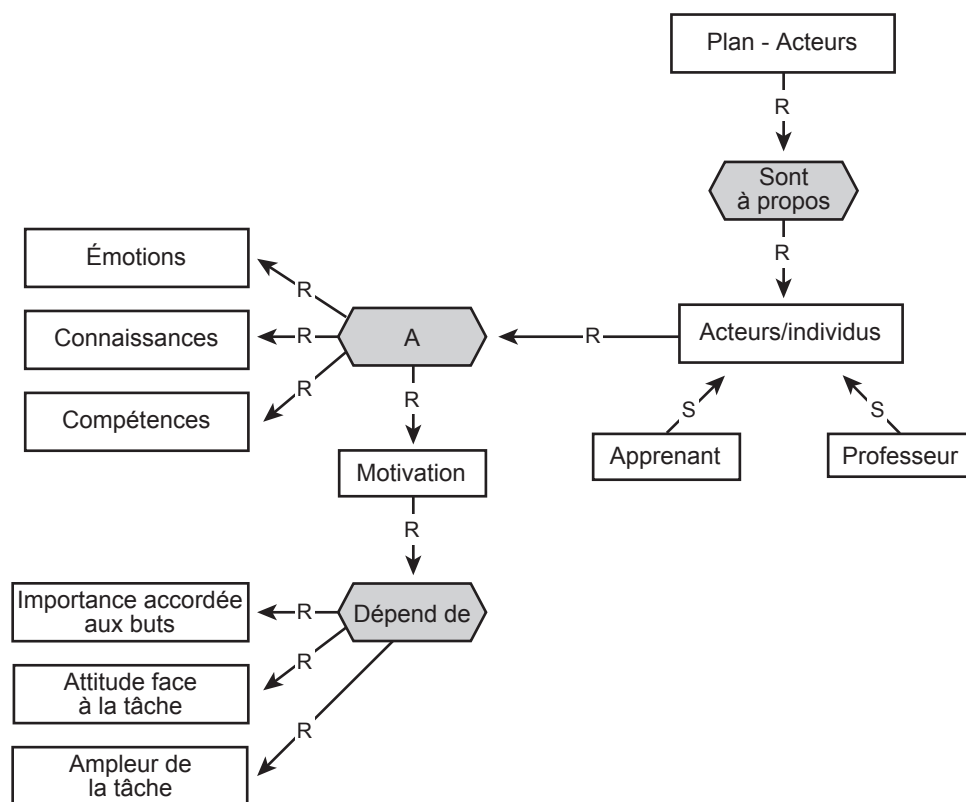 Plan - Acteurs
R
Sont
à propos
R
Émotions
R
Connaissances
R
A
R
Acteurs/individus
R
Compétences
R
S
S
Apprenant
Professeur
Motivation
R
Importance accordée
aux buts
R
Dépend de
R
Attitude face
à la tâche
R
Ampleur de
la tâche